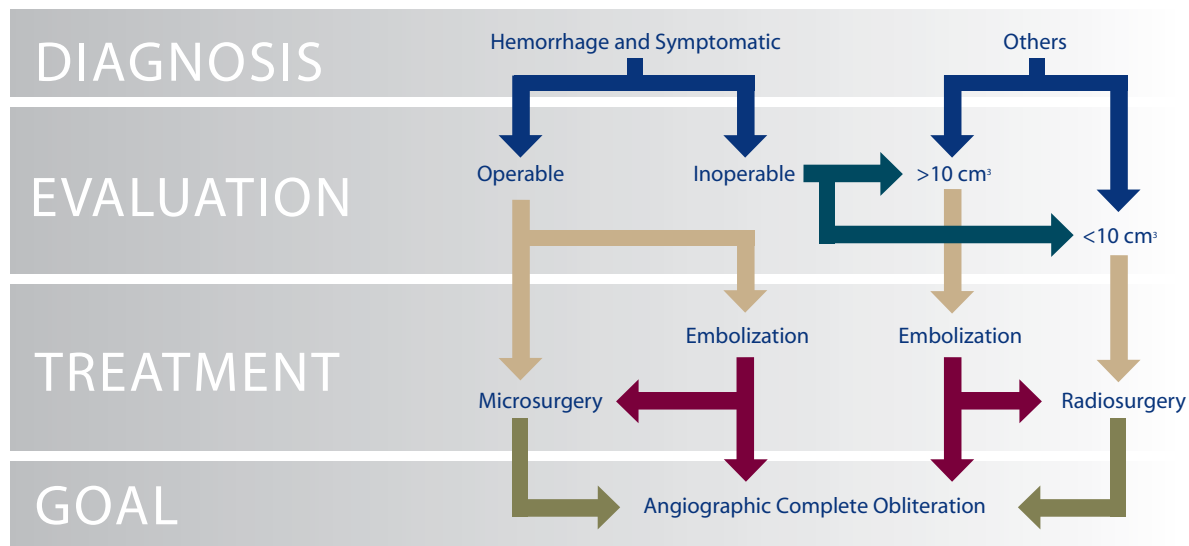 DIAGNOSIS
Hemorrhage and Symptomatic
Others
EVALUATION
Operable
Inoperable
>10 cm³
<10 cm³
TREATMENT
Embolization
Embolization
Microsurgery
Radiosurgery
GOAL
Angiographic Complete Obliteration